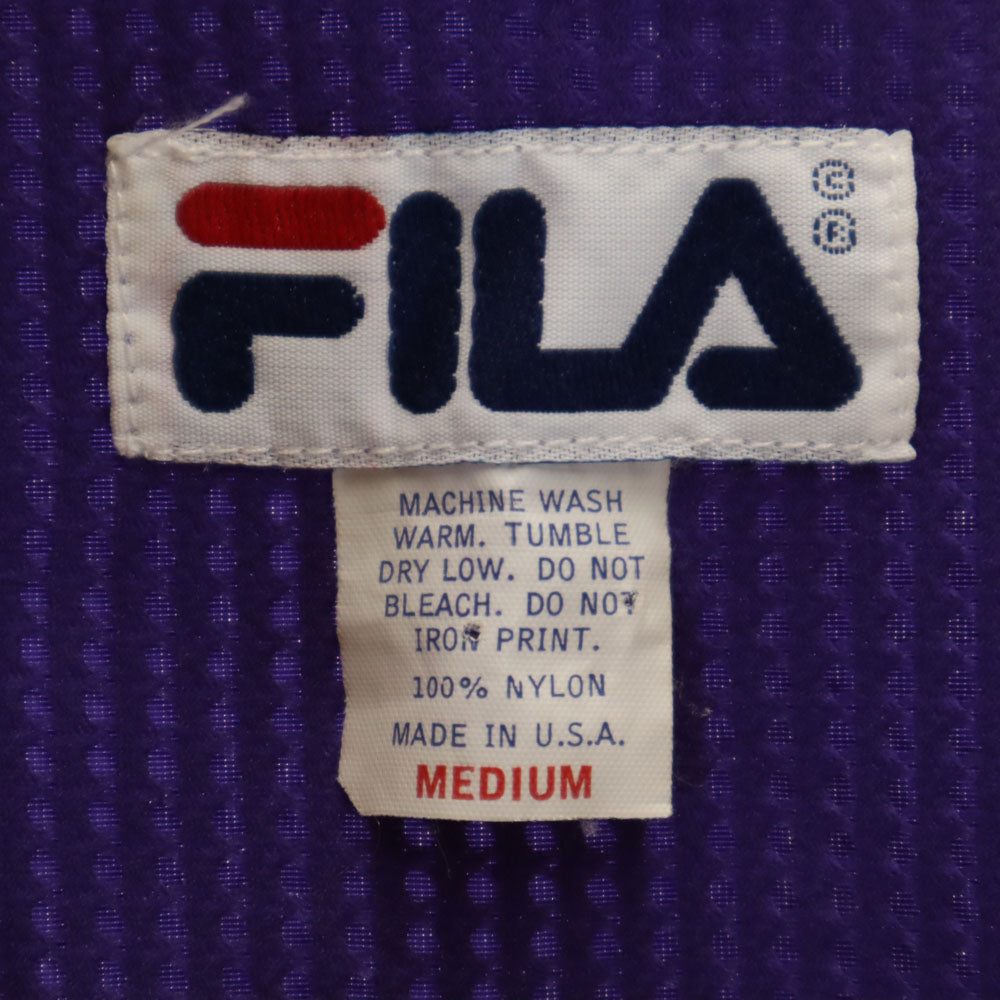 FILA
©
®
MACHINE WASH
WARM. TUMBLE
DRY LOW. DO NOT
BLEACH. DO NOT
IRON PRINT.
100% NYLON
MADE IN U.S.A.
MEDIUM